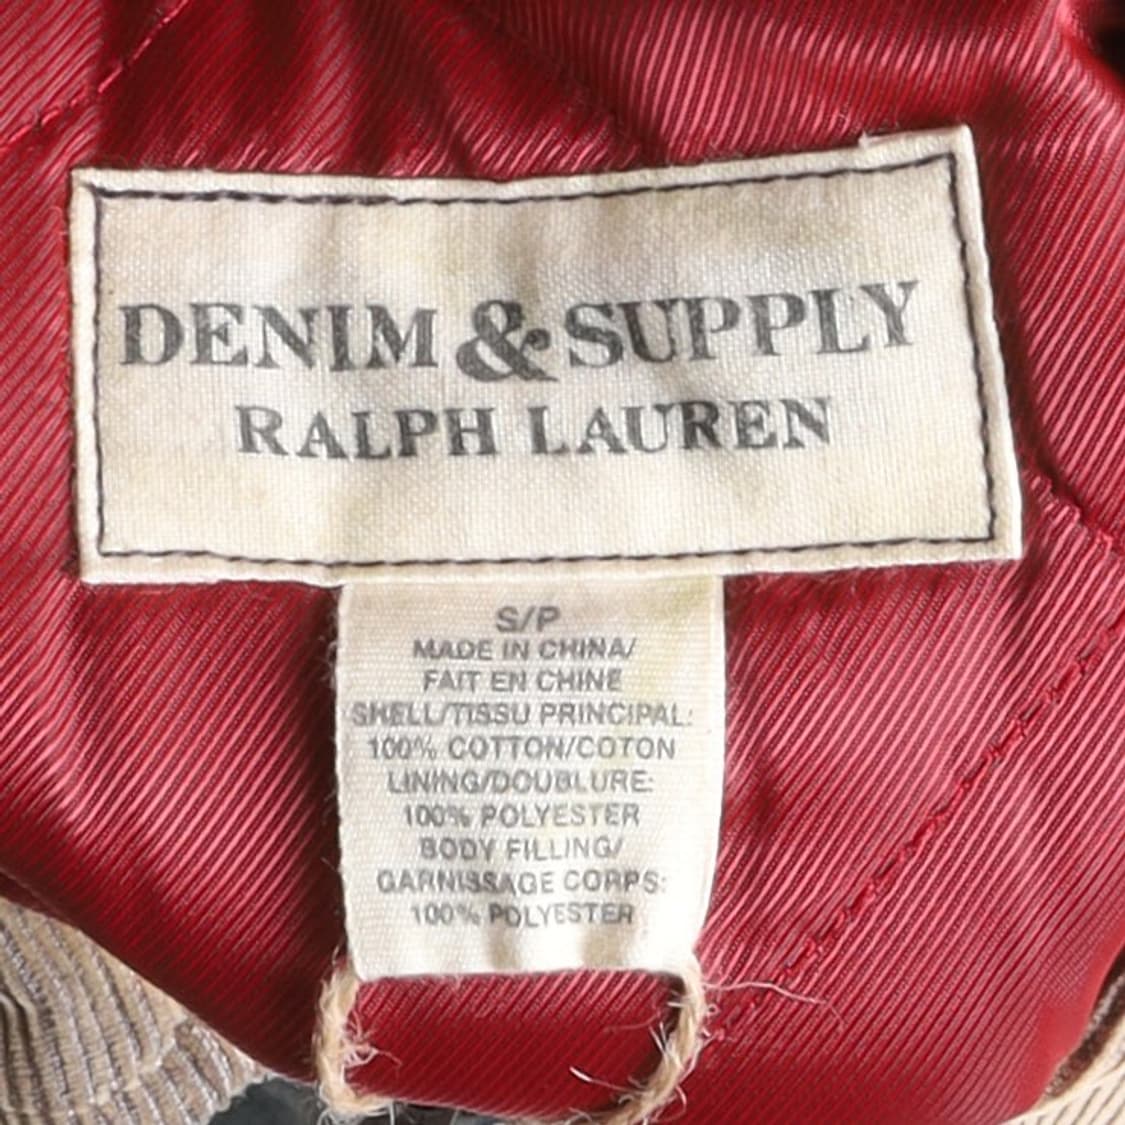 DENIM & SUPPLY
RALPH LAUREN
S/P
MADE IN CHINA/
FAIT EN CHINE
SHELL/TISSU PRINCIPAL:
100% COTTON/COTON
LINING/DOUBLURE:
100% POLYESTER
BODY FILLING/
GARNISSAGE CORPS:
100% POLYESTER